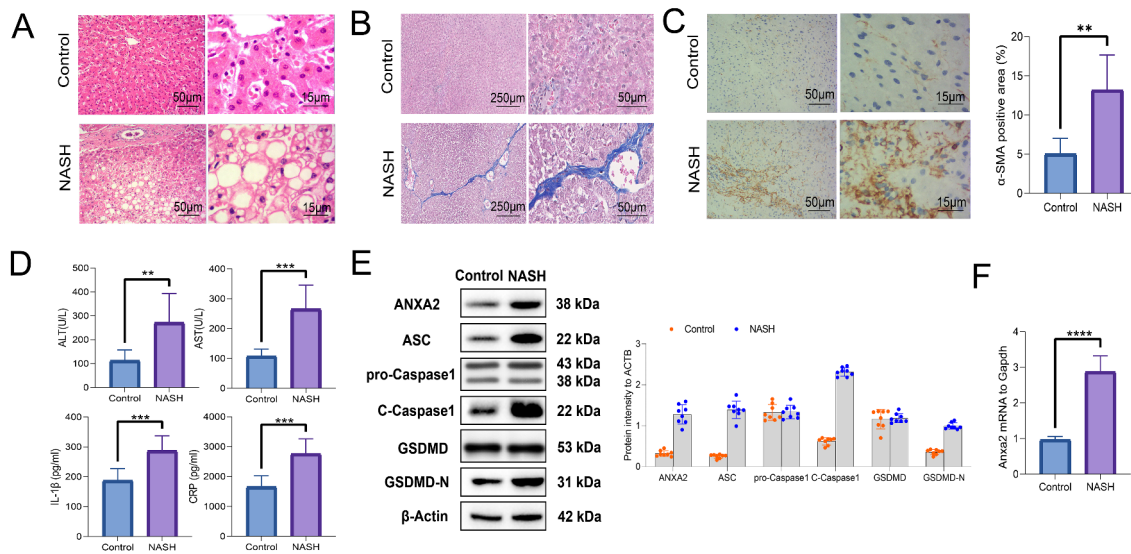 A
Control
50μm
15μm
NASH
50μm
15μm
B
Control
250μm
50μm
NASH
250μm
50μm
C
Control
50μm
15μm
NASH
50μm
15μm
α-SMA positive area (%)
20
15
10
5
0
**
Control
NASH
D
ALT(U/L)
500
400
300
200
100
0
**
Control
NASH
AST(U/L)
400
300
200
100
0
***
Control
NASH
IL-1β (pg/ml)
400
300
200
100
0
***
Control
NASH
CRP (pg/ml)
4000
3000
2000
1000
0
***
Control
NASH
E
Control NASH
ANXA2 38 kDa
ASC 22 kDa
pro-Caspase1 43 kDa
38 kDa
C-Caspase1 22 kDa
GSDMD 53 kDa
GSDMD-N 31 kDa
β-Actin 42 kDa
Control NASH
Protein intensity to ACTB
3
2
1
0
ANXA2 ASC pro-Caspase1 C-Caspase1 GSDMD GSDMD-N
F
Anxa2 mRNA to Gapdh
4
3
2
1
0
****
Control
NASH